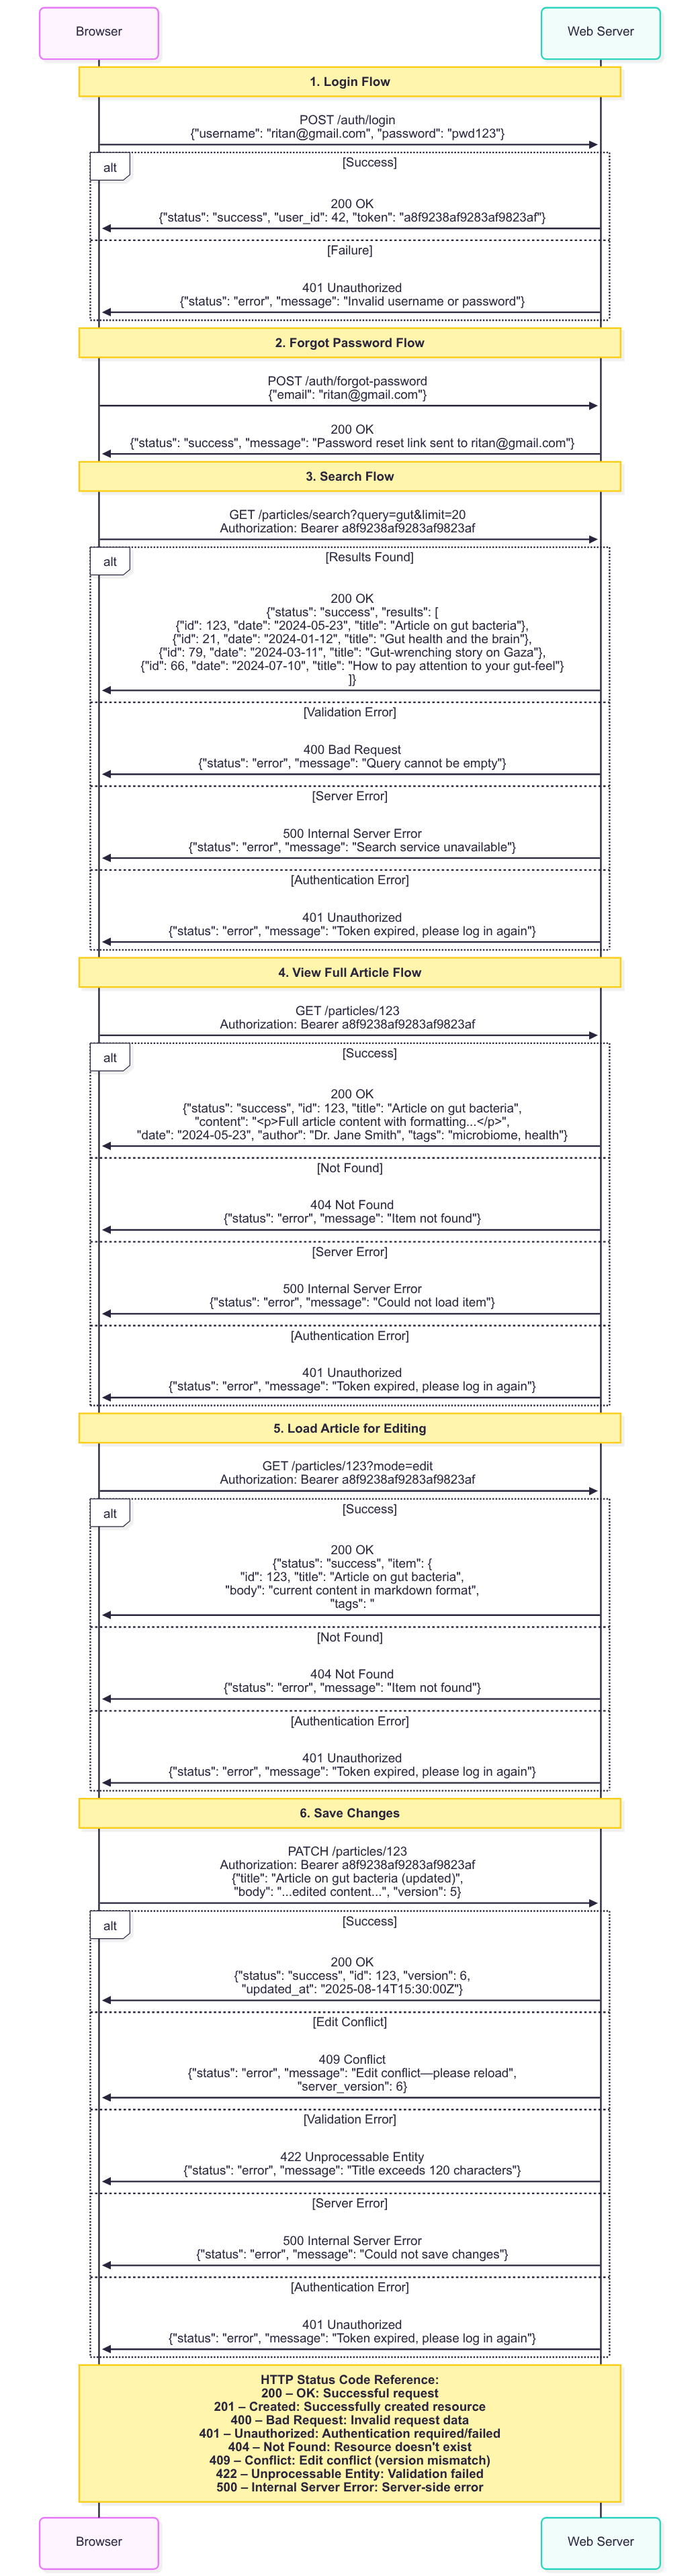 Browser
Web Server
1. Login Flow
POST /auth/login
{"username": "ritan@gmail.com", "password": "pwd123"}
alt
[Success]
200 OK
{"status": "success", "user_id": 42, "token": "a8f9238af9283af9823af"}
[Failure]
401 Unauthorized
{"status": "error", "message": "Invalid username or password"}
2. Forgot Password Flow
POST /auth/forgot-password
{"email": "ritan@gmail.com"}
200 OK
{"status": "success", "message": "Password reset link sent to ritan@gmail.com"}
3. Search Flow
GET /particles/search?query=gut&limit=20
Authorization: Bearer a8f9238af9283af9823af
alt
[Results Found]
200 OK
{"status": "success", "results": [
{"id": 123, "date": "2024-05-23", "title": "Article on gut bacteria"},
{"id": 21, "date": "2024-01-12", "title": "Gut health and the brain"},
{"id": 79, "date": "2024-03-11", "title": "Gut-wrenching story on Gaza"},
{"id": 66, "date": "2024-07-10", "title": "How to pay attention to your gut-feel"}
]}
[Validation Error]
400 Bad Request
{"status": "error", "message": "Query cannot be empty"}
[Server Error]
500 Internal Server Error
{"status": "error", "message": "Search service unavailable"}
[Authentication Error]
401 Unauthorized
{"status": "error", "message": "Token expired, please log in again"}
4. View Full Article Flow
GET /particles/123
Authorization: Bearer a8f9238af9283af9823af
alt
[Success]
200 OK
{"status": "success", "id": 123, "title": "Article on gut bacteria",
"content": "<p>Full article content with formatting...</p>",
"date": "2024-05-23", "author": "Dr. Jane Smith", "tags": "microbiome, health"}
[Not Found]
404 Not Found
{"status": "error", "message": "Item not found"}
[Server Error]
500 Internal Server Error
{"status": "error", "message": "Could not load item"}
[Authentication Error]
401 Unauthorized
{"status": "error", "message": "Token expired, please log in again"}
5. Load Article for Editing
GET /particles/123?mode=edit
Authorization: Bearer a8f9238af9283af9823af
alt
[Success]
200 OK
{"status": "success", "item": {
"id": 123, "title": "Article on gut bacteria",
"body": "current content in markdown format",
"tags": "
[Not Found]
404 Not Found
{"status": "error", "message": "Item not found"}
[Authentication Error]
401 Unauthorized
{"status": "error", "message": "Token expired, please log in again"}
6. Save Changes
PATCH /particles/123
Authorization: Bearer a8f9238af9283af9823af
{"title": "Article on gut bacteria (updated)",
"body": "...edited content...", "version": 5}
alt
[Success]
200 OK
{"status": "success", "id": 123, "version": 6,
"updated_at": "2025-08-14T15:30:00Z"}
[Edit Conflict]
409 Conflict
{"status": "error", "message": "Edit conflict—please reload",
"server_version": 6}
[Validation Error]
422 Unprocessable Entity
{"status": "error", "message": "Title exceeds 120 characters"}
[Server Error]
500 Internal Server Error
{"status": "error", "message": "Could not save changes"}
[Authentication Error]
401 Unauthorized
{"status": "error", "message": "Token expired, please log in again"}
HTTP Status Code Reference:
200 – OK: Successful request
201 – Created: Successfully created resource
400 – Bad Request: Invalid request data
401 – Unauthorized: Authentication required/failed
404 – Not Found: Resource doesn't exist
409 – Conflict: Edit conflict (version mismatch)
422 – Unprocessable Entity: Validation failed
500 – Internal Server Error: Server-side error
Browser
Web Server